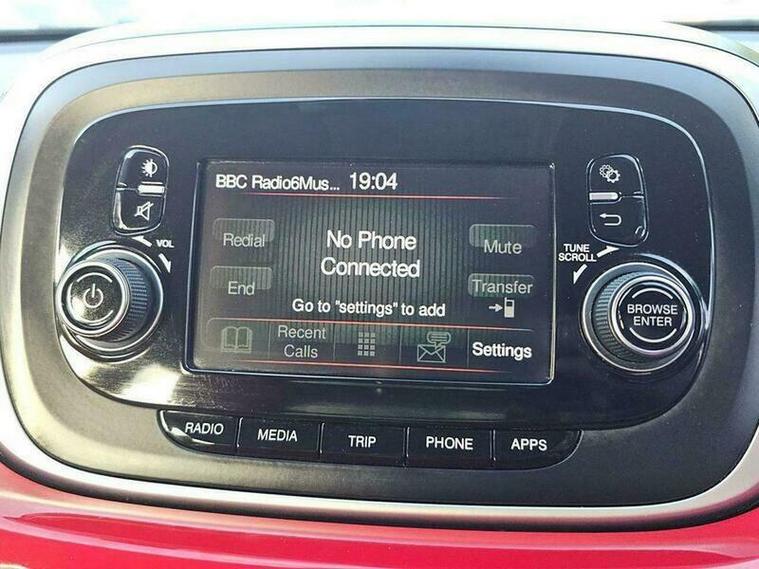 BBC Radio6Mus... 19:04
VOL
TUNE
SCROLL
Redial
No Phone
Connected
Mute
End
Transfer
Go to "settings" to add
Recent
Calls
Settings
BROWSE
ENTER
RADIO
MEDIA
TRIP
PHONE
APPS